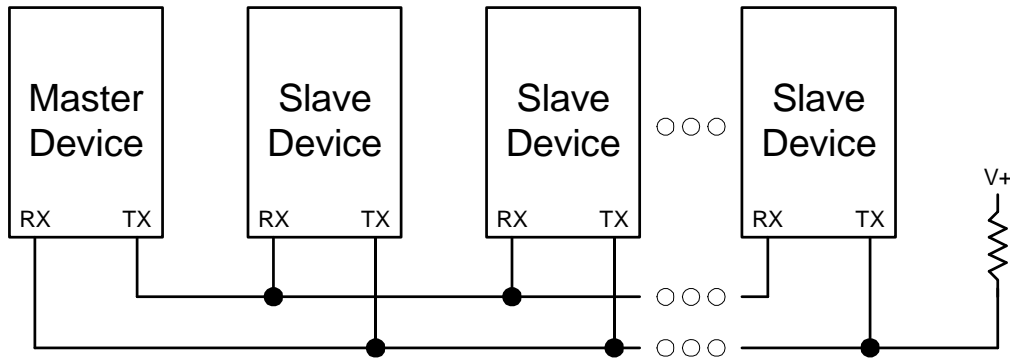 Master
Device
Slave
Device
Slave
Device
Slave
Device
V+
RX TX
RX TX
RX TX
RX TX